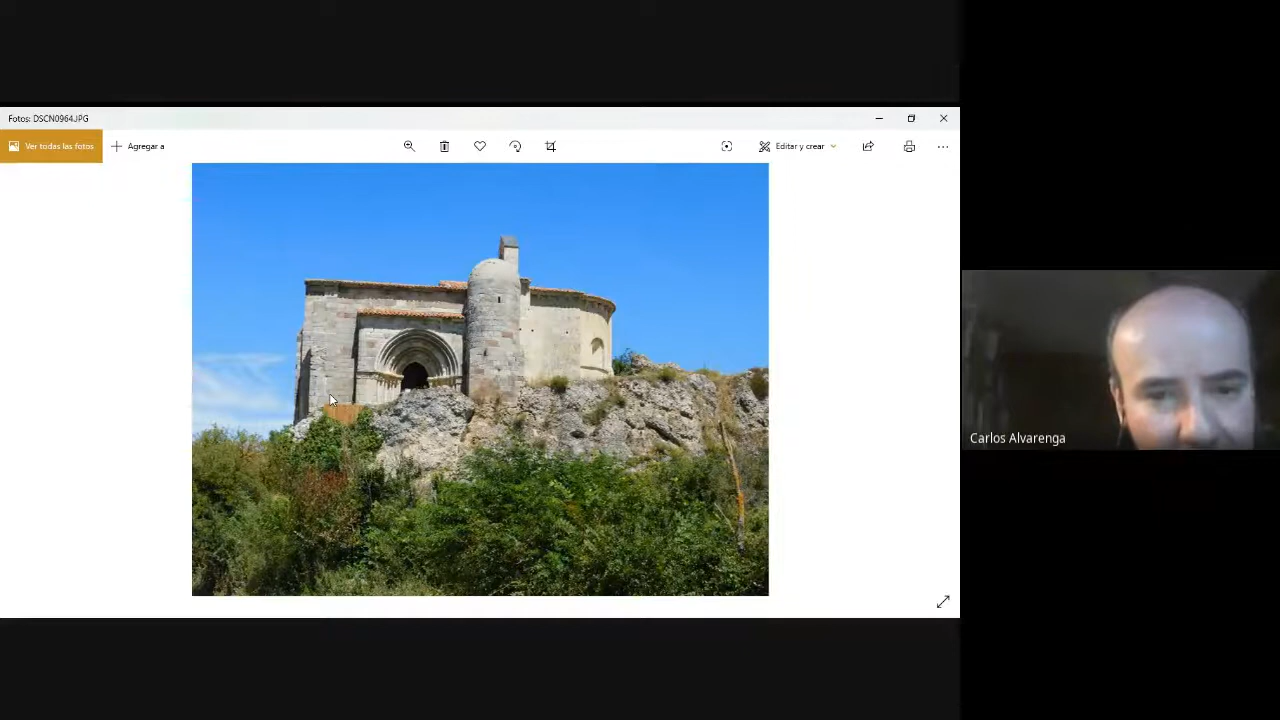 Fotos: DSCN0964.JPG
Ver todas las fotos
Agregar a
Editar y crear
Carlos Alvarenga